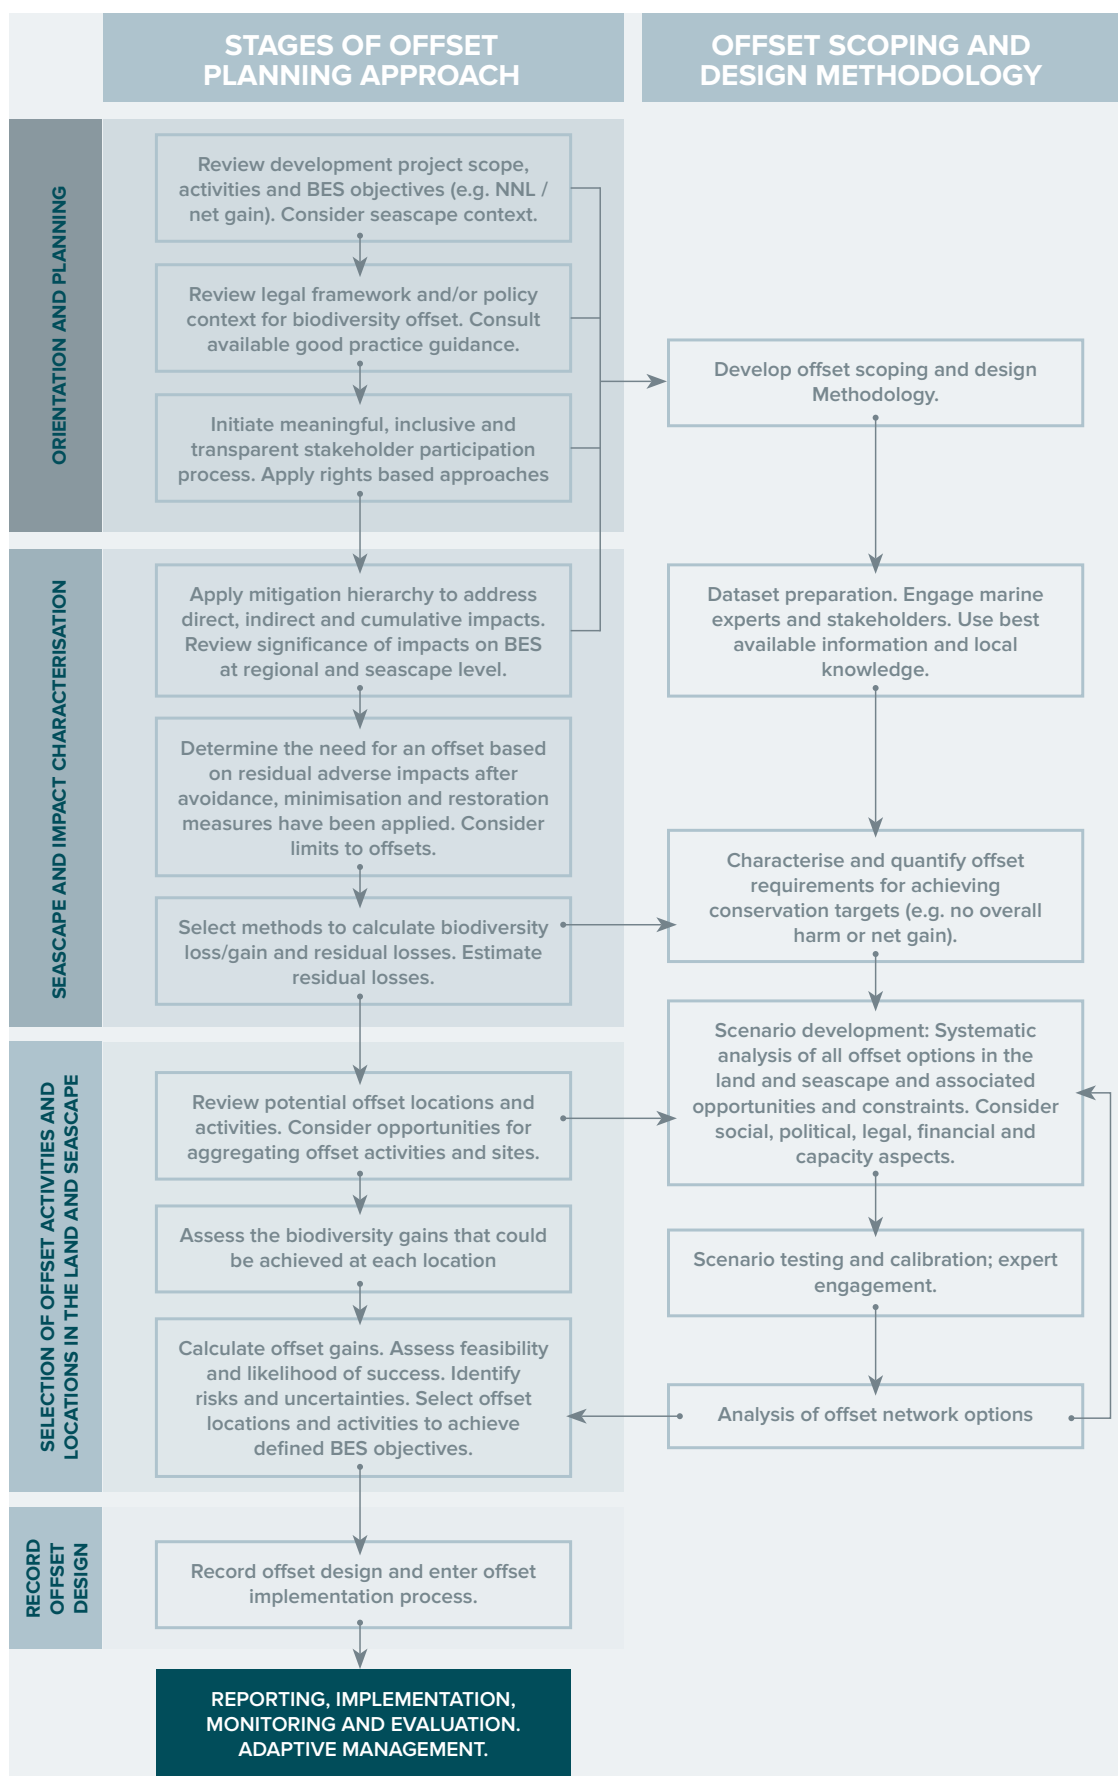 STAGES OF OFFSET
PLANNING APPROACH
OFFSET SCOPING AND
DESIGN METHODOLOGY
ORIENTATION AND PLANNING
Review development project scope,
activities and BES objectives (e.g. NNL /
net gain). Consider seascape context.
Review legal framework and/or policy
context for biodiversity offset. Consult
available good practice guidance.
Initiate meaningful, inclusive and
transparent stakeholder participation
process. Apply rights based approaches
Develop offset scoping and design
Methodology.
SEASCAPE AND IMPACT CHARACTERISATION
Apply mitigation hierarchy to address
direct, indirect and cumulative impacts.
Review significance of impacts on BES
at regional and seascape level.
Determine the need for an offset based
on residual adverse impacts after
avoidance, minimisation and restoration
measures have been applied. Consider
limits to offsets.
Select methods to calculate biodiversity
loss/gain and residual losses. Estimate
residual losses.
Dataset preparation. Engage marine
experts and stakeholders. Use best
available information and local
knowledge.
Characterise and quantify offset
requirements for achieving
conservation targets (e.g. no overall
harm or net gain).
SELECTION OF OFFSET ACTIVITIES AND
LOCATIONS IN THE LAND AND SEASCAPE
Review potential offset locations and
activities. Consider opportunities for
aggregating offset activities and sites.
Assess the biodiversity gains that could
be achieved at each location
Calculate offset gains. Assess feasibility
and likelihood of success. Identify
risks and uncertainties. Select offset
locations and activities to achieve
defined BES objectives.
Scenario development: Systematic
analysis of all offset options in the
land and seascape and associated
opportunities and constraints. Consider
social, political, legal, financial and
capacity aspects.
Scenario testing and calibration; expert
engagement.
Analysis of offset network options
RECORD
OFFSET
DESIGN
Record offset design and enter offset
implementation process.
REPORTING, IMPLEMENTATION,
MONITORING AND EVALUATION.
ADAPTIVE MANAGEMENT.